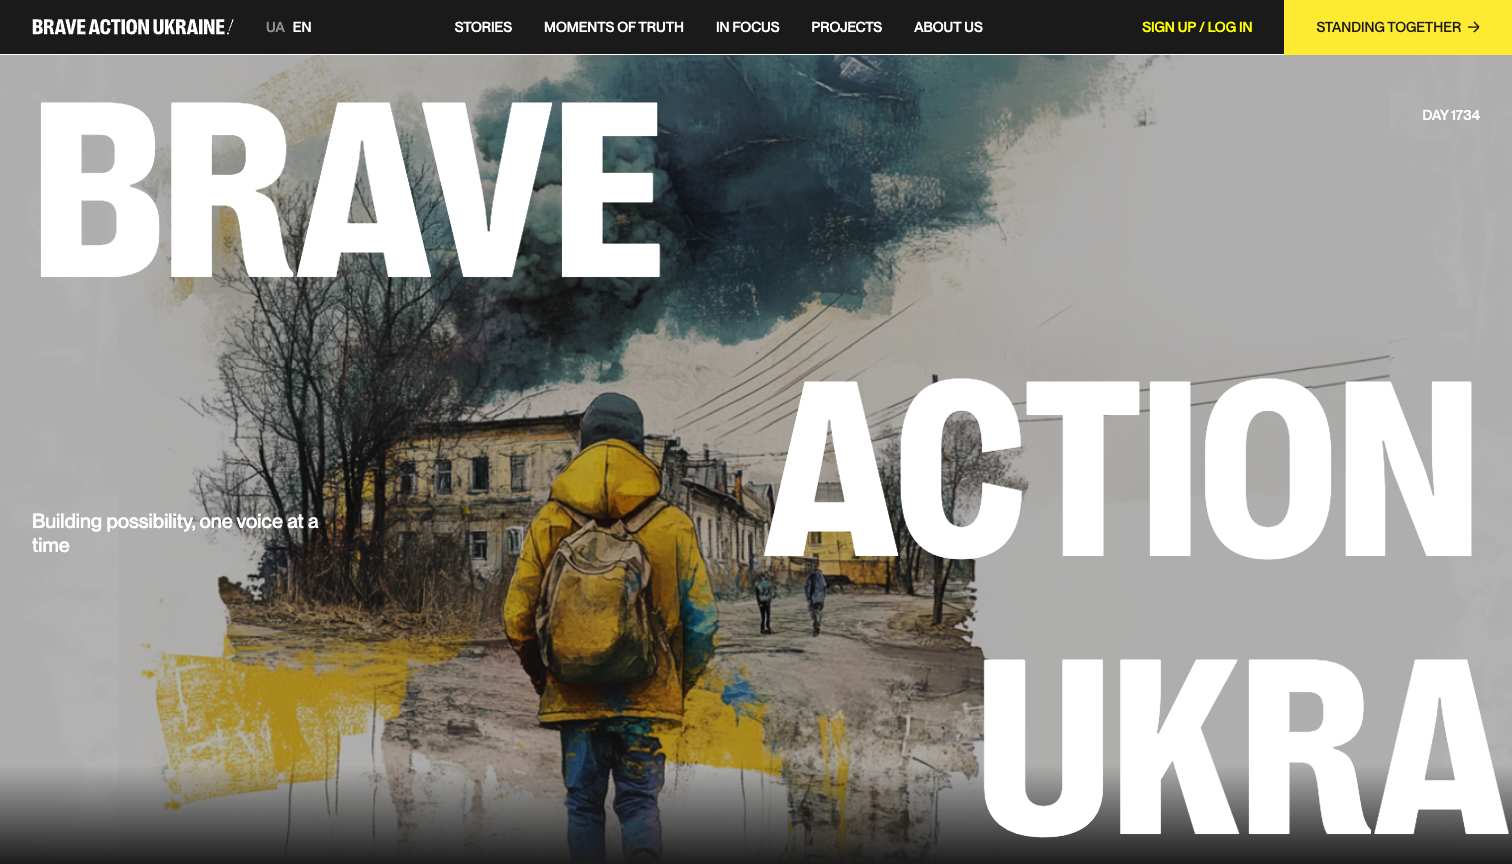 BRAVE ACTION UKRAINE/
UA EN
STORIES
MOMENTS OF TRUTH
IN FOCUS
PROJECTS
ABOUT US
SIGN UP / LOG IN
STANDING TOGETHER →
BRAVE
DAY 1734
ACTION
Building possibility, one voice at a
time
UKRA